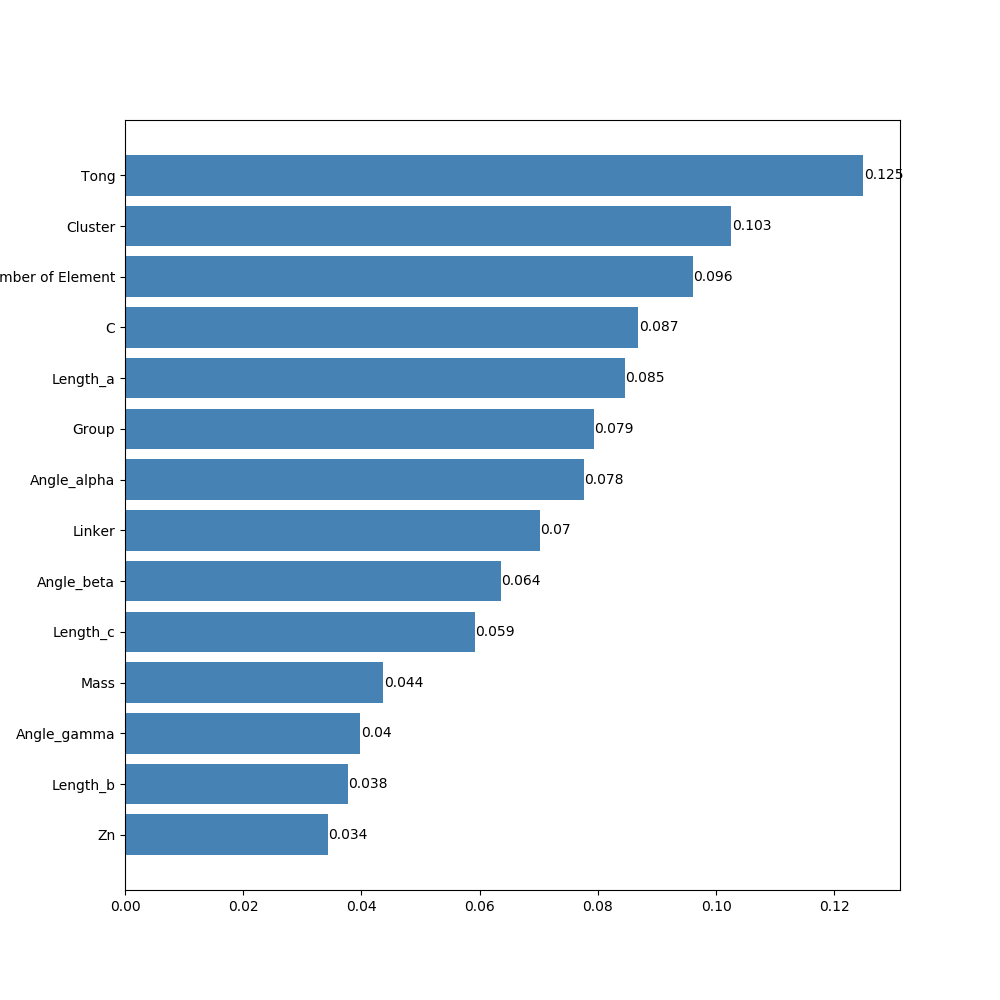 Tong 0.125
Cluster 0.103
mber of Element 0.096
C 0.087
Length_a 0.085
Group 0.079
Angle_alpha 0.078
Linker 0.07
Angle_beta 0.064
Length_c 0.059
Mass 0.044
Angle_gamma 0.04
Length_b 0.038
Zn 0.034
0.00 0.02 0.04 0.06 0.08 0.10 0.12